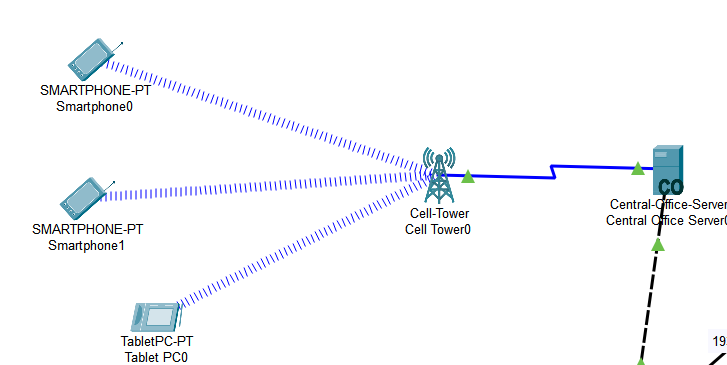 SMARTPHONE-PT
Smartphone0
SMARTPHONE-PT
Smartphone1
TabletPC-PT
Tablet PC0
Cell-Tower
Cell Tower0
CO
Central-Office-Server
Central Office Server0
19